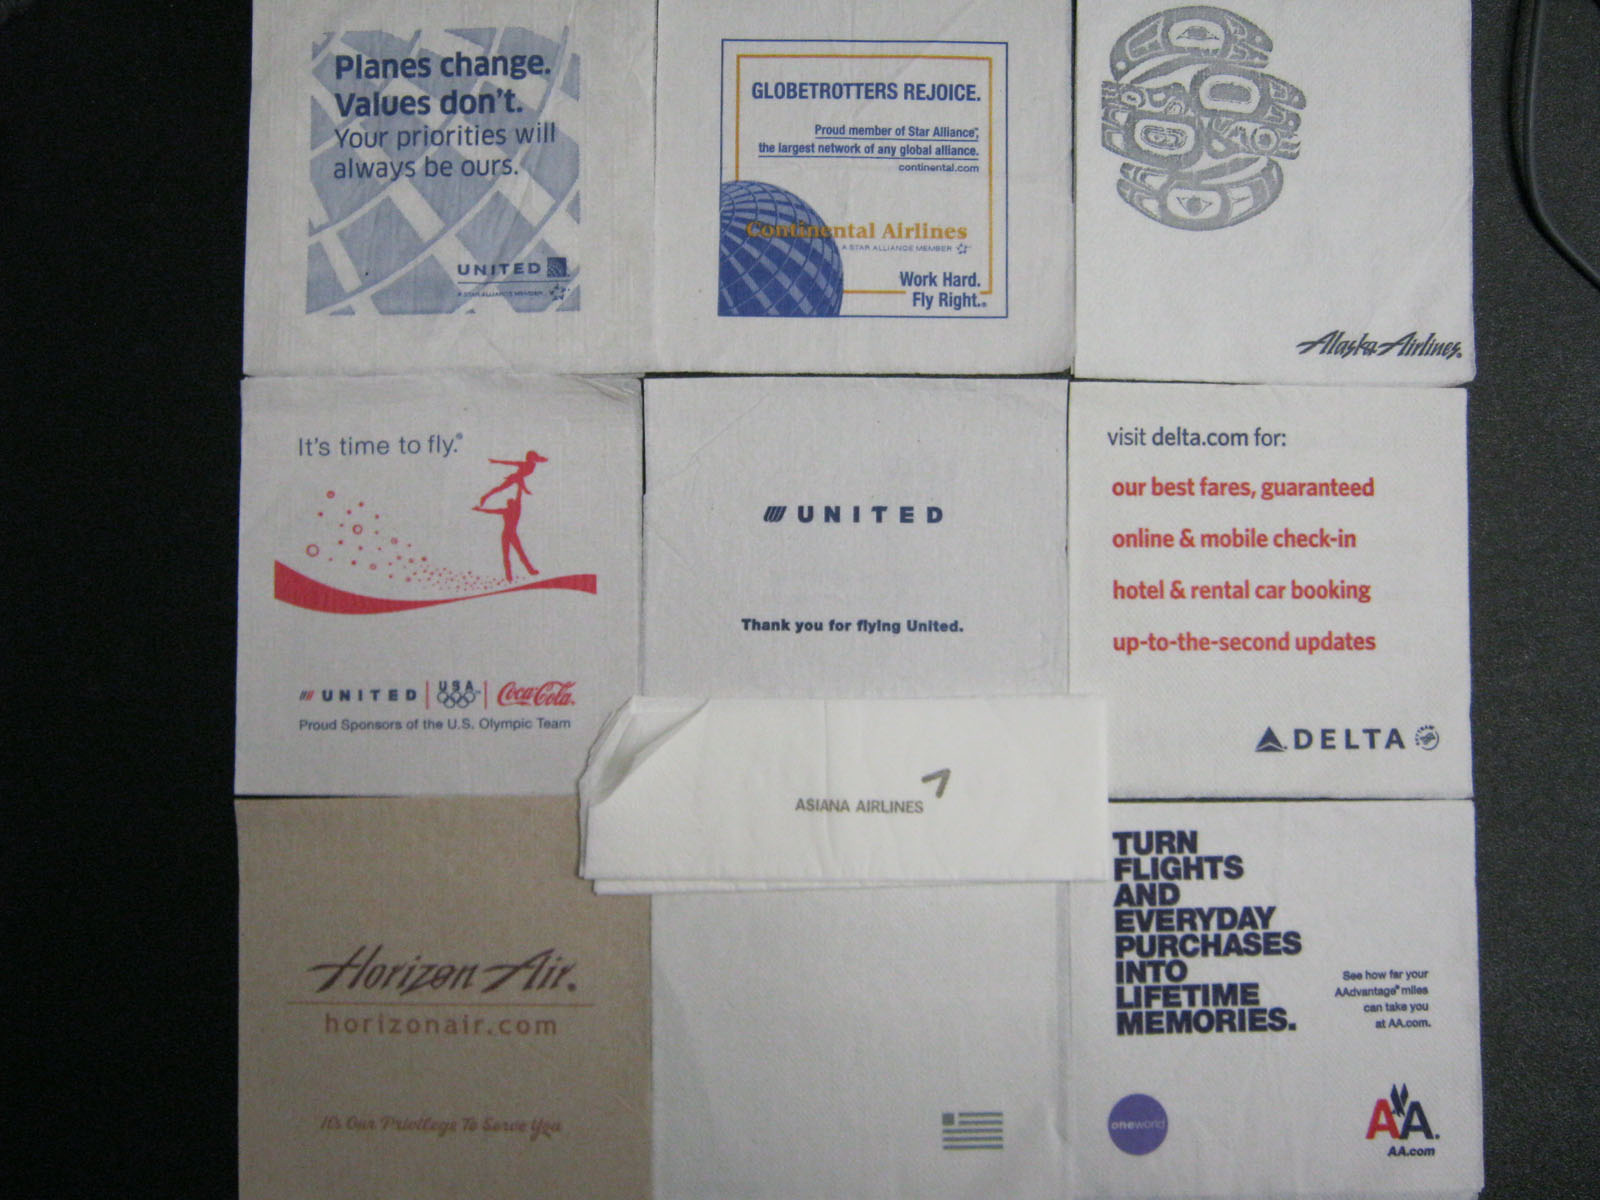 Planes change.
Values don't.
Your priorities will
always be ours.
UNITED
A STAR ALLIANCE MEMBER
GLOBETROTTERS REJOICE.
Proud member of Star Alliance™,
the largest network of any global alliance.
continental.com
Continental Airlines
A STAR ALLIANCE MEMBER
Work Hard.
Fly Right.®
Alaska Airlines®
It's time to fly.®
UNITED
USA
Coca-Cola®
Proud Sponsors of the U.S. Olympic Team
UNITED
Thank you for flying United.
visit delta.com for:
our best fares, guaranteed
online & mobile check-in
hotel & rental car booking
up-to-the-second updates
DELTA
ASIANA AIRLINES
Horizon Air®
horizonair.com
It's Our Privilege To Serve You
TURN
FLIGHTS
AND
EVERYDAY
PURCHASES
INTO
LIFETIME
MEMORIES.
See how far your
AAdvantage® miles
can take you
at AA.com.
oneworld
AA®
AA.com